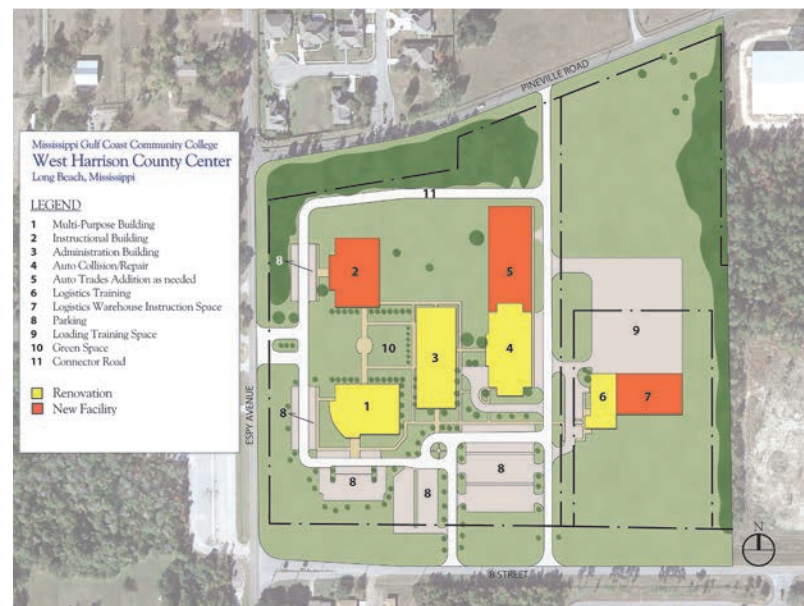 PINEVILLE ROAD
Mississippi Gulf Coast Community College
West Harrison County Center
Long Beach, Mississippi
LEGEND
1 Multi-Purpose Building
2 Instructional Building
3 Administration Building
4 Auto Collision/Repair
5 Auto Trades Addition as needed
6 Logistics Training
7 Logistics Warehouse Instruction Space
8 Parking
9 Loading Training Space
10 Green Space
11 Connector Road
Renovation
New Facility
11
8
2
5
9
10
3
4
6
7
1
8
8
8
8
ESPY AVENUE
B STREET
N